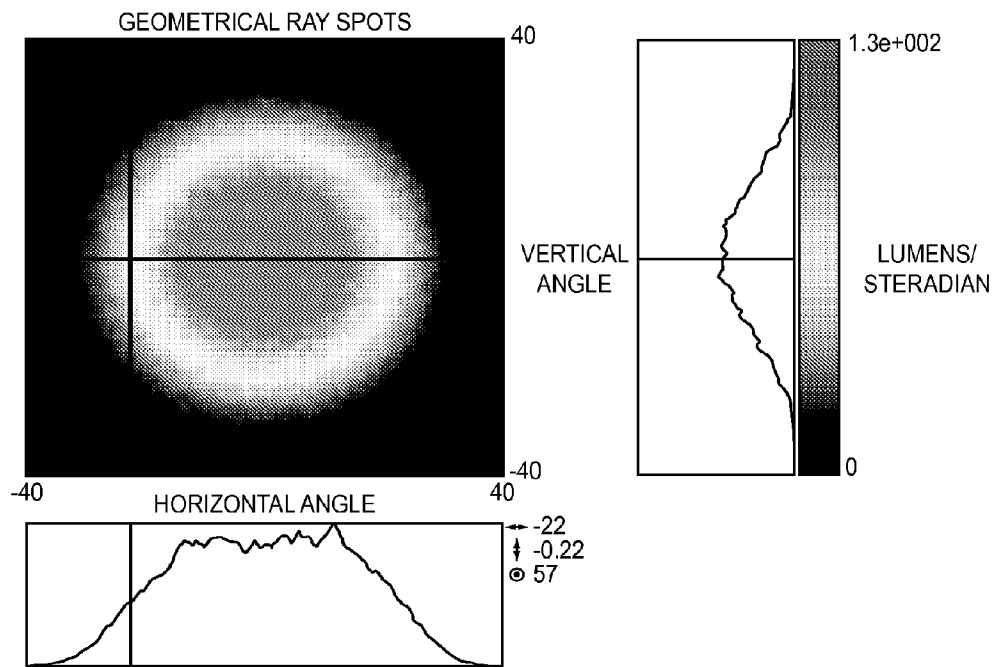 GEOMETRICAL RAY SPOTS
40
-40
-40
40
HORIZONTAL ANGLE
VERTICAL
ANGLE
1.3e+002
LUMENS/
STERADIAN
0
-22
-0.22
57